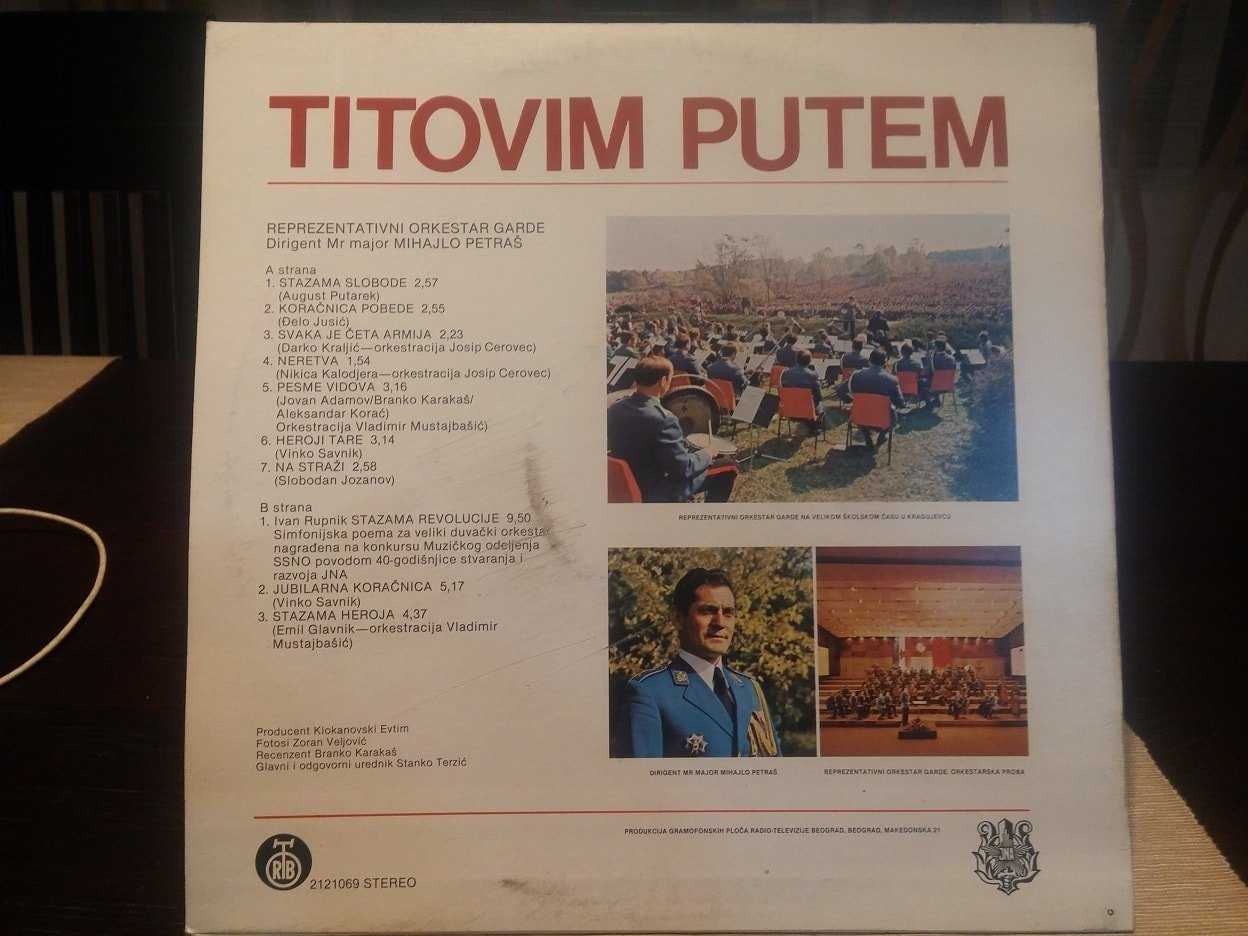 TITOVIM PUTEM
REPREZENTATIVNI ORKESTAR GARDE
Dirigent Mr major MIHAJLO PETRAŠ
A strana
1. STAZAMA SLOBODE 2,57
(August Putarek)
2. KORAČNICA POBEDE 2,55
(Đelo Jusić)
3. SVAKA JE ČETA ARMIJA 2,23
(Darko Kraljić—orkestracija Josip Cerovec)
4. NERETVA 1,54
(Nikica Kalodjera—orkestracija Josip Cerovec)
5. PESME VIDOVA 3,16
(Jovan Adamov/Branko Karakaš/
Aleksandar Korać)
Orkestracija Vladimir Mustajbašić)
6. HEROJI TARE 3,14
(Vinko Savnik)
7. NA STRAŽI 2,58
(Slobodan Jozanov)
B strana
1. Ivan Rupnik STAZAMA REVOLUCIJE 9,50
Simfonijska poema za veliki duvački orkestar
nagrađena na konkursu Muzičkog odeljenja
SSNO povodom 40-godišnjice stvaranja i
razvoja JNA
2. JUBILARNA KORAČNICA 5,17
(Vinko Savnik)
3. STAZAMA HEROJA 4,37
(Emil Glavnik—orkestracija Vladimir
Mustajbašić)
Producent Klokanovski Evtim
Fotosi Zoran Veljović
Recenzent Branko Karakaš
Glavni i odgovorni urednik Stanko Terzić
REPREZENTATIVNI ORKESTAR GARDE NA VELIKOM ŠKOLSKOM ČASU U KRAGUJEVCU
DIRIGENT MR MAJOR MIHAJLO PETRAŠ
REPREZENTATIVNI ORKESTAR GARDE. ORKESTARSKA PROBA
PRODUKCIJA GRAMOFONSKIH PLOČA RADIO-TELEVIZIJE BEOGRAD, BEOGRAD, MAKEDONSKA 21
RTB
2121069 STEREO
JNA